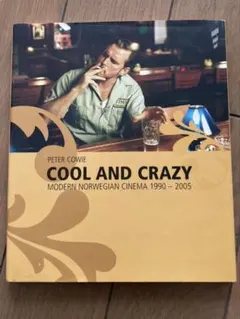 PETER COWIE
COOL AND CRAZY
MODERN NORWEGIAN CINEMA 1990 – 2005